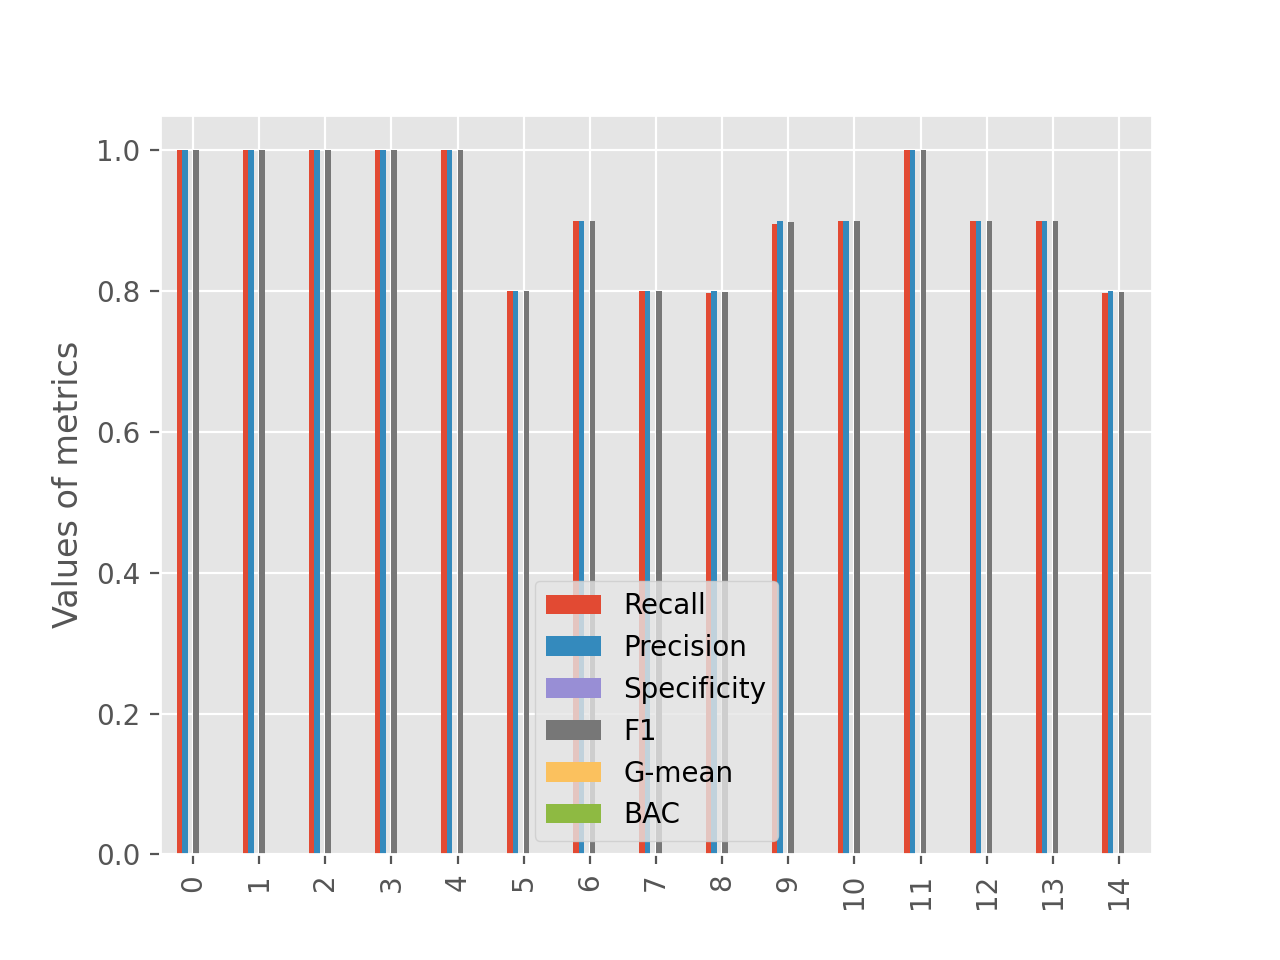 Values of metrics
1.0
0.8
0.6
0.4
0.2
0.0
Recall
Precision
Specificity
F1
G-mean
BAC
0 1 2 3 4 5 6 7 8 9 10 11 12 13 14